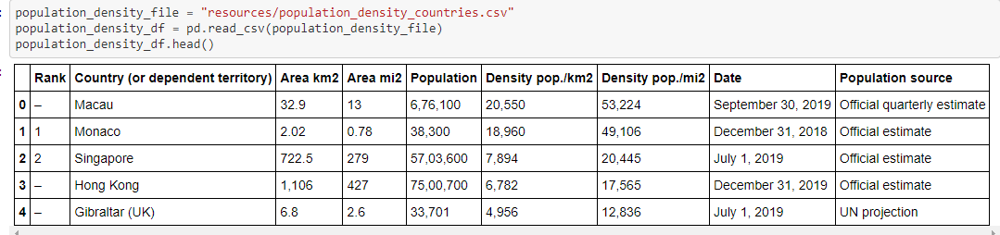 population_density_file = "resources/population_density_countries.csv"
population_density_df = pd.read_csv(population_density_file)
population_density_df.head()
Rank Country (or dependent territory) Area km2 Area mi2 Population Density pop./km2 Density pop./mi2 Date Population source
0 – Macau 32.9 13 6,76,100 20,550 53,224 September 30, 2019 Official quarterly estimate
1 1 Monaco 2.02 0.78 38,300 18,960 49,106 December 31, 2018 Official estimate
2 2 Singapore 722.5 279 57,03,600 7,894 20,445 July 1, 2019 Official estimate
3 – Hong Kong 1,106 427 75,00,700 6,782 17,565 December 31, 2019 Official estimate
4 – Gibraltar (UK) 6.8 2.6 33,701 4,956 12,836 July 1, 2019 UN projection